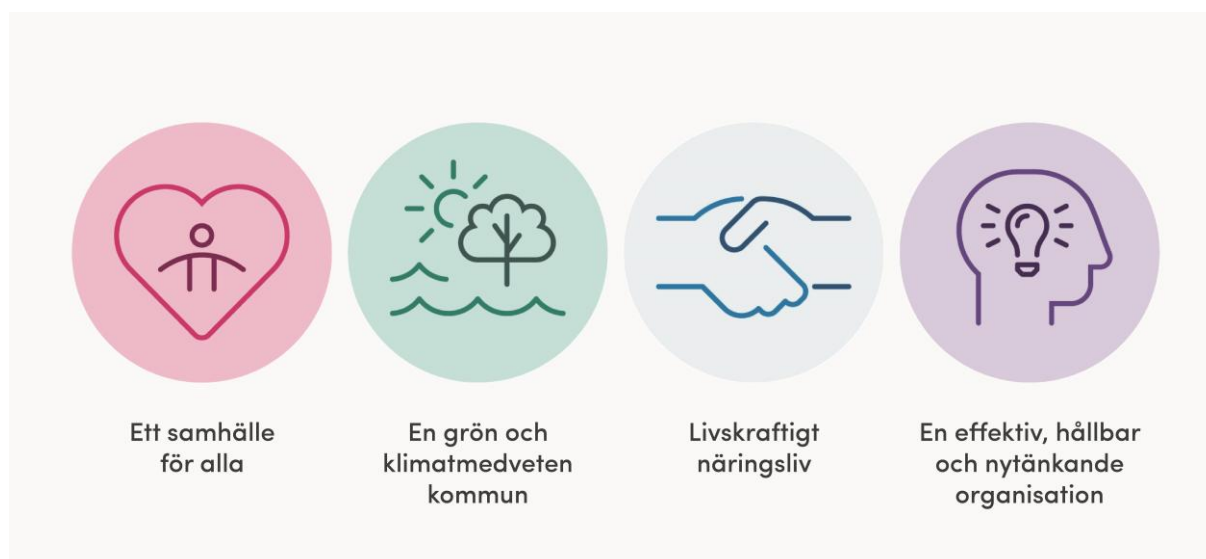 Ett samhälle
för alla
En grön och
klimatmedveten
kommun
Livskraftigt
näringsliv
En effektiv, hållbar
och nytänkande
organisation